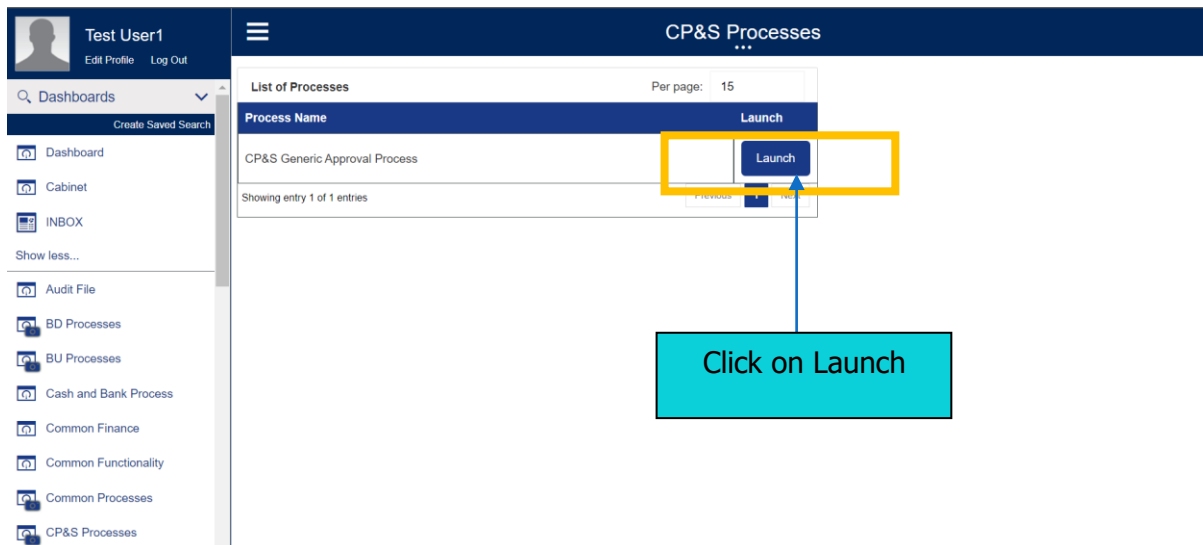 Test User1
Edit Profile Log Out
Dashboards
Create Saved Search
Dashboard
Cabinet
INBOX
Show less...
Audit File
BD Processes
BU Processes
Cash and Bank Process
Common Finance
Common Functionality
Common Processes
CP&S Processes
CP&S Processes
List of Processes Per page: 15
Process Name Launch
CP&S Generic Approval Process Launch
Showing entry 1 of 1 entries Previous 1 Next
Click on Launch